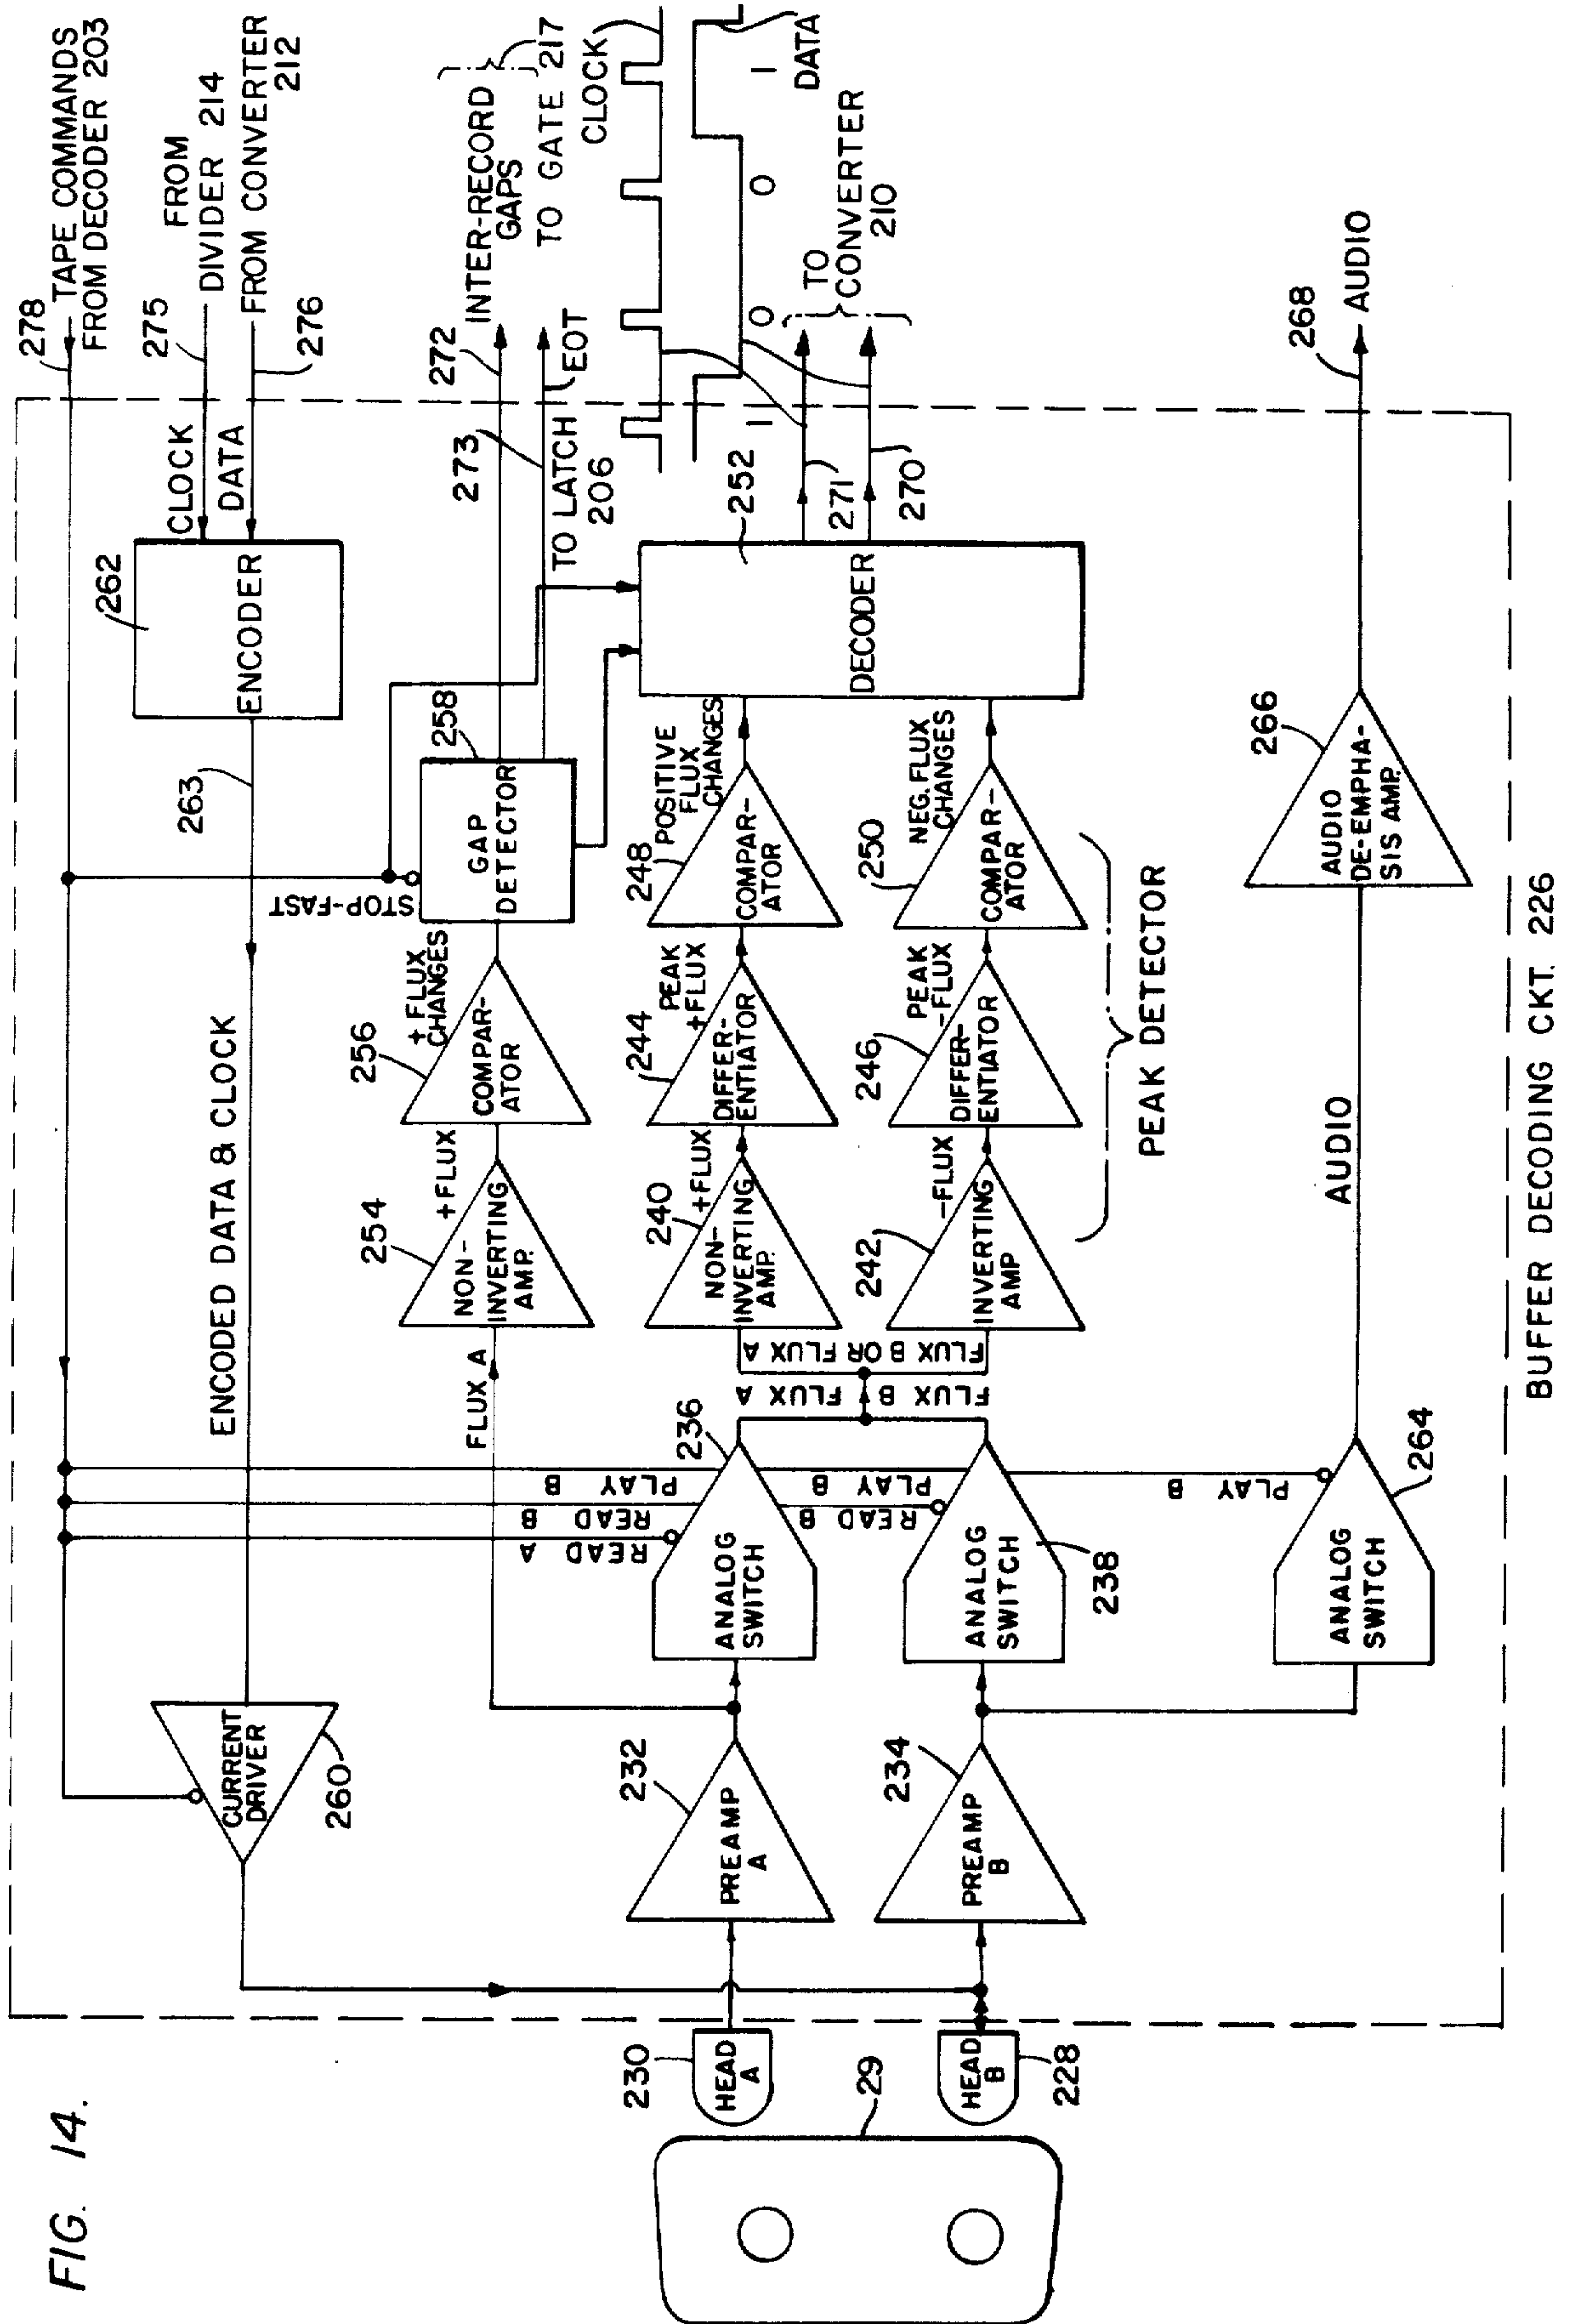 FIG. 14.
278
TAPE COMMANDS
FROM DECODER 203
275
FROM
DIVIDER 214
FROM CONVERTER
212
276
CLOCK
DATA
262
ENCODER
263
ENCODED DATA & CLOCK
CURRENT
DRIVER
260
272
INTER-RECORD
GAPS
217
273
EOT
TO GATE 217
TO LATCH
206
CLOCK
DATA
1
0
0
1
STOP-FAST
258
GAP
DETECTOR
+ FLUX
CHANGES
256
COMPAR-
ATOR
+FLUX
254
NON-
INVERTING
AMP.
FLUX A
252
DECODER
271
270
TO
CONVERTER
210
POSITIVE
FLUX
CHANGES
248
COMPAR-
ATOR
PEAK
+FLUX
244
DIFFER-
ENTIATOR
+FLUX
240
NON-
INVERTING
AMP.
NEG. FLUX
CHANGES
250
COMPAR-
ATOR
PEAK
-FLUX
246
DIFFER-
ENTIATOR
-FLUX
242
INVERTING
AMP
PEAK DETECTOR
FLUX B OR FLUX A
FLUX B
FLUX A
PLAY B
READ B
READ A
236
ANALOG
SWITCH
PLAY B
READ B
ANALOG
SWITCH
238
PLAY B
ANALOG
SWITCH
264
232
PREAMP
A
234
PREAMP
B
230
HEAD
A
HEAD
B
228
29
AUDIO
266
AUDIO
DE-EMPHA-
SIS AMP.
268
AUDIO
BUFFER DECODING CKT. 226